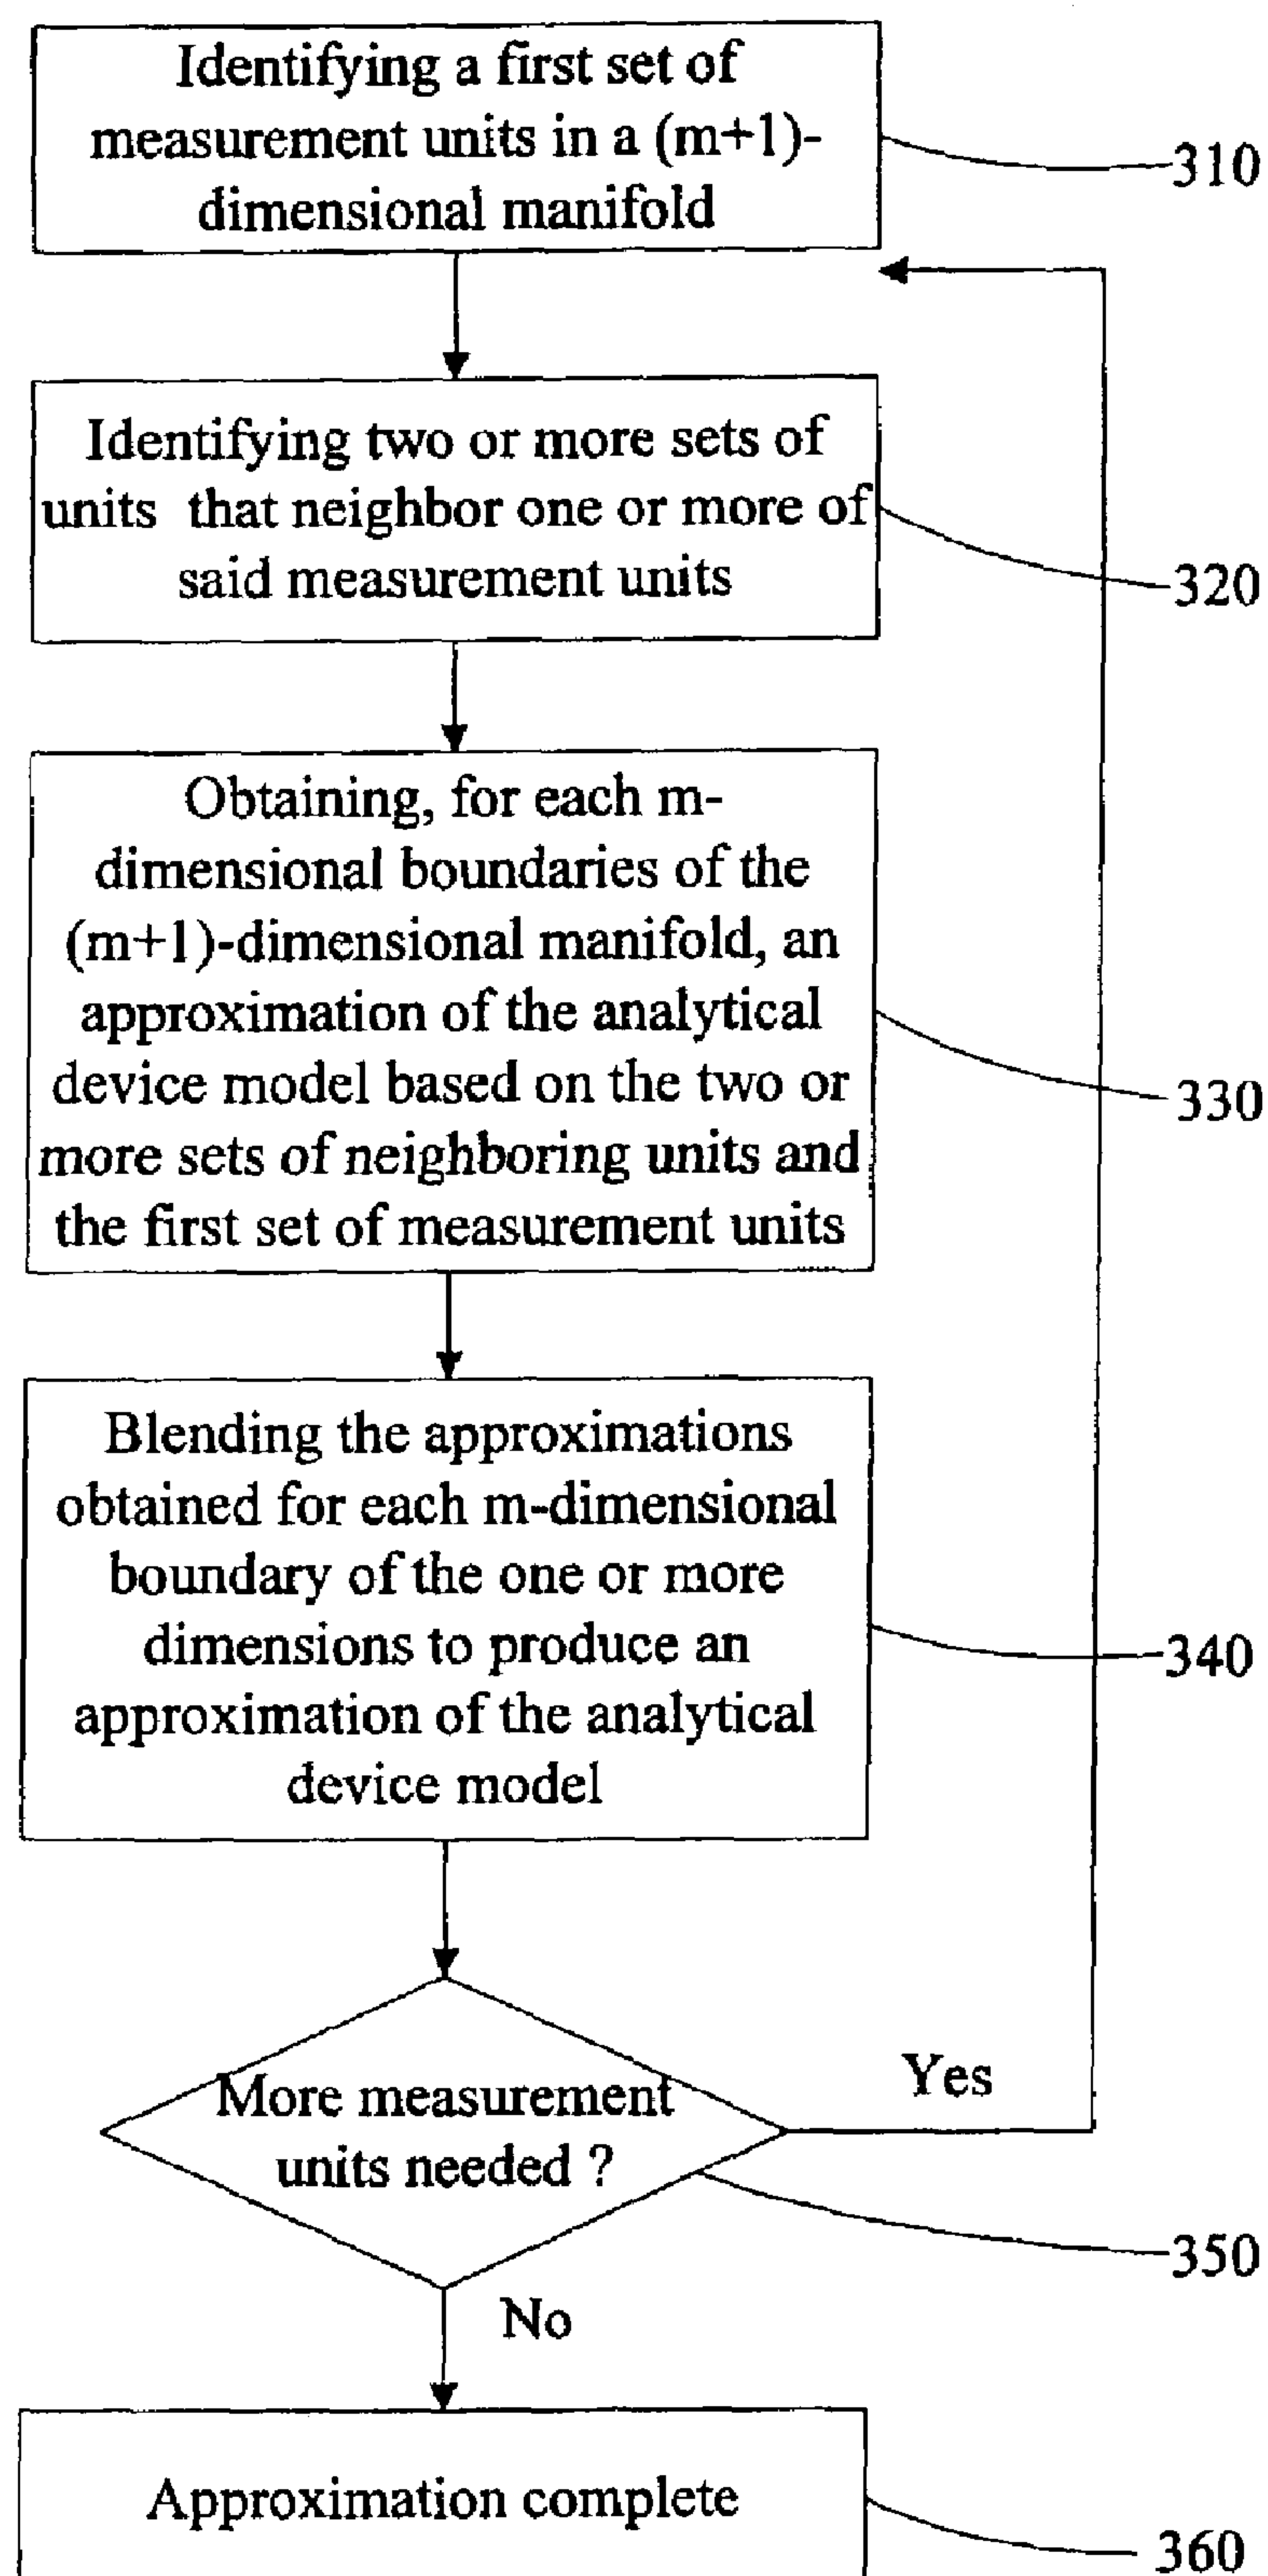 Identifying a first set of
measurement units in a (m+1)-
dimensional manifold
310
Identifying two or more sets of
units that neighbor one or more of
said measurement units
320
Obtaining, for each m-
dimensional boundaries of the
(m+1)-dimensional manifold, an
approximation of the analytical
device model based on the two or
more sets of neighboring units and
the first set of measurement units
330
Blending the approximations
obtained for each m-dimensional
boundary of the one or more
dimensions to produce an
approximation of the analytical
device model
340
More measurement
units needed ?
Yes
350
No
Approximation complete
360